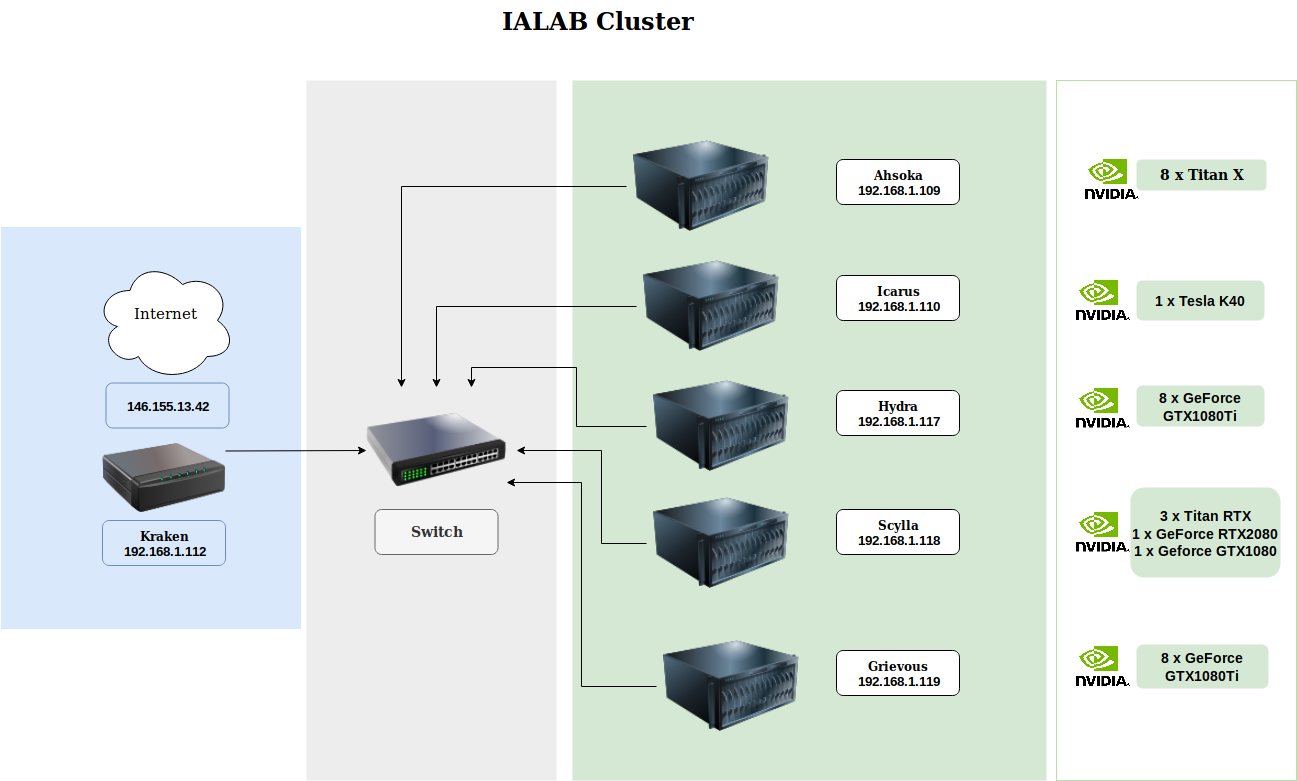 IALAB Cluster
Internet
146.155.13.42
Kraken
192.168.1.112
Switch
Ahsoka
192.168.1.109
Icarus
192.168.1.110
Hydra
192.168.1.117
Scylla
192.168.1.118
Grievous
192.168.1.119
NVIDIA.
8 x Titan X
NVIDIA.
1 x Tesla K40
NVIDIA.
8 x GeForce
GTX1080Ti
NVIDIA.
3 x Titan RTX
1 x GeForce RTX2080
1 x Geforce GTX1080
NVIDIA.
8 x GeForce
GTX1080Ti